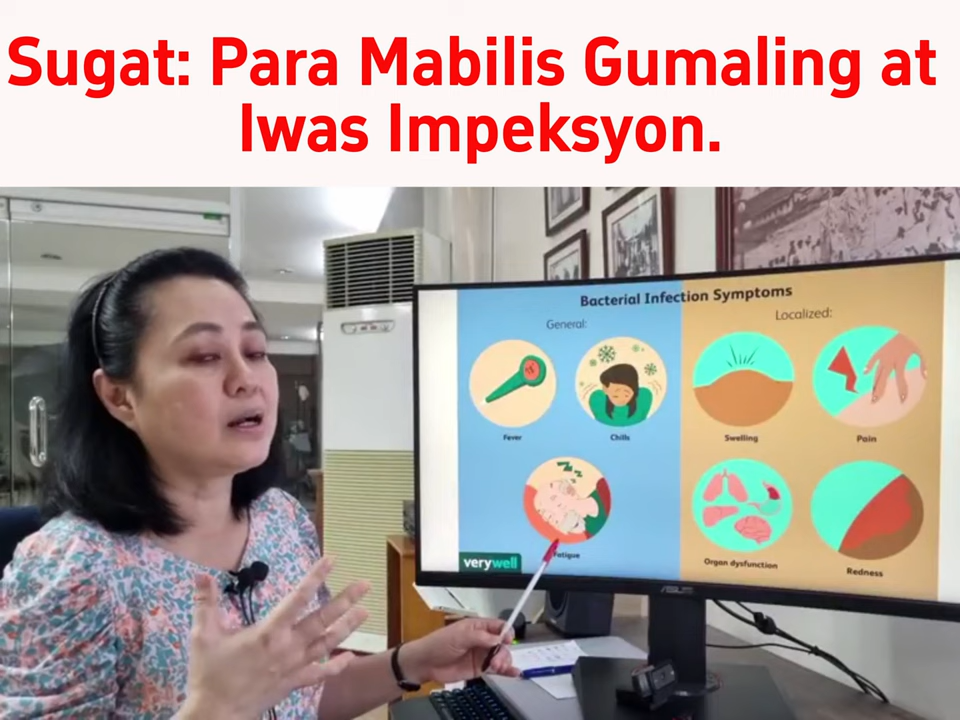 Sugat: Para Mabilis Gumaling at
Iwas Impeksyon.
Bacterial Infection Symptoms
General:
Localized:
Fever
Chills
Swelling
Pain
Fatigue
Organ dysfunction
Redness
verywell
ASUS